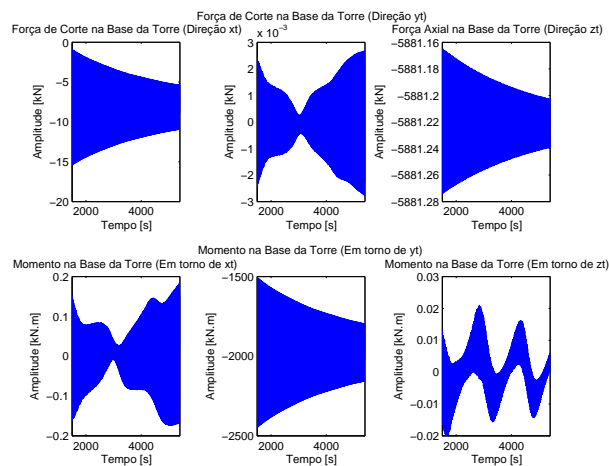 Força de Corte na Base da Torre (Direção yt)
Força de Corte na Base da Torre (Direção xt)
Força Axial na Base da Torre (Direção zt)
0
−5
−10
−15
−20
Amplitude [kN]
2000 4000
Tempo [s]
x 10−3
3
2
1
0
−1
−2
−3
Amplitude [kN]
2000 4000
Tempo [s]
−5881.16
−5881.18
−5881.2
−5881.22
−5881.24
−5881.26
−5881.28
Amplitude [kN]
2000 4000
Tempo [s]
Momento na Base da Torre (Em torno de yt)
Momento na Base da Torre (Em torno de xt)
Momento na Base da Torre (Em torno de zt)
0.2
0.1
0
−0.1
−0.2
Amplitude [kN.m]
2000 4000
Tempo [s]
−1500
−2000
−2500
Amplitude [kN.m]
2000 4000
Tempo [s]
0.03
0.02
0.01
0
−0.01
−0.02
Amplitude [kN.m]
2000 4000
Tempo [s]